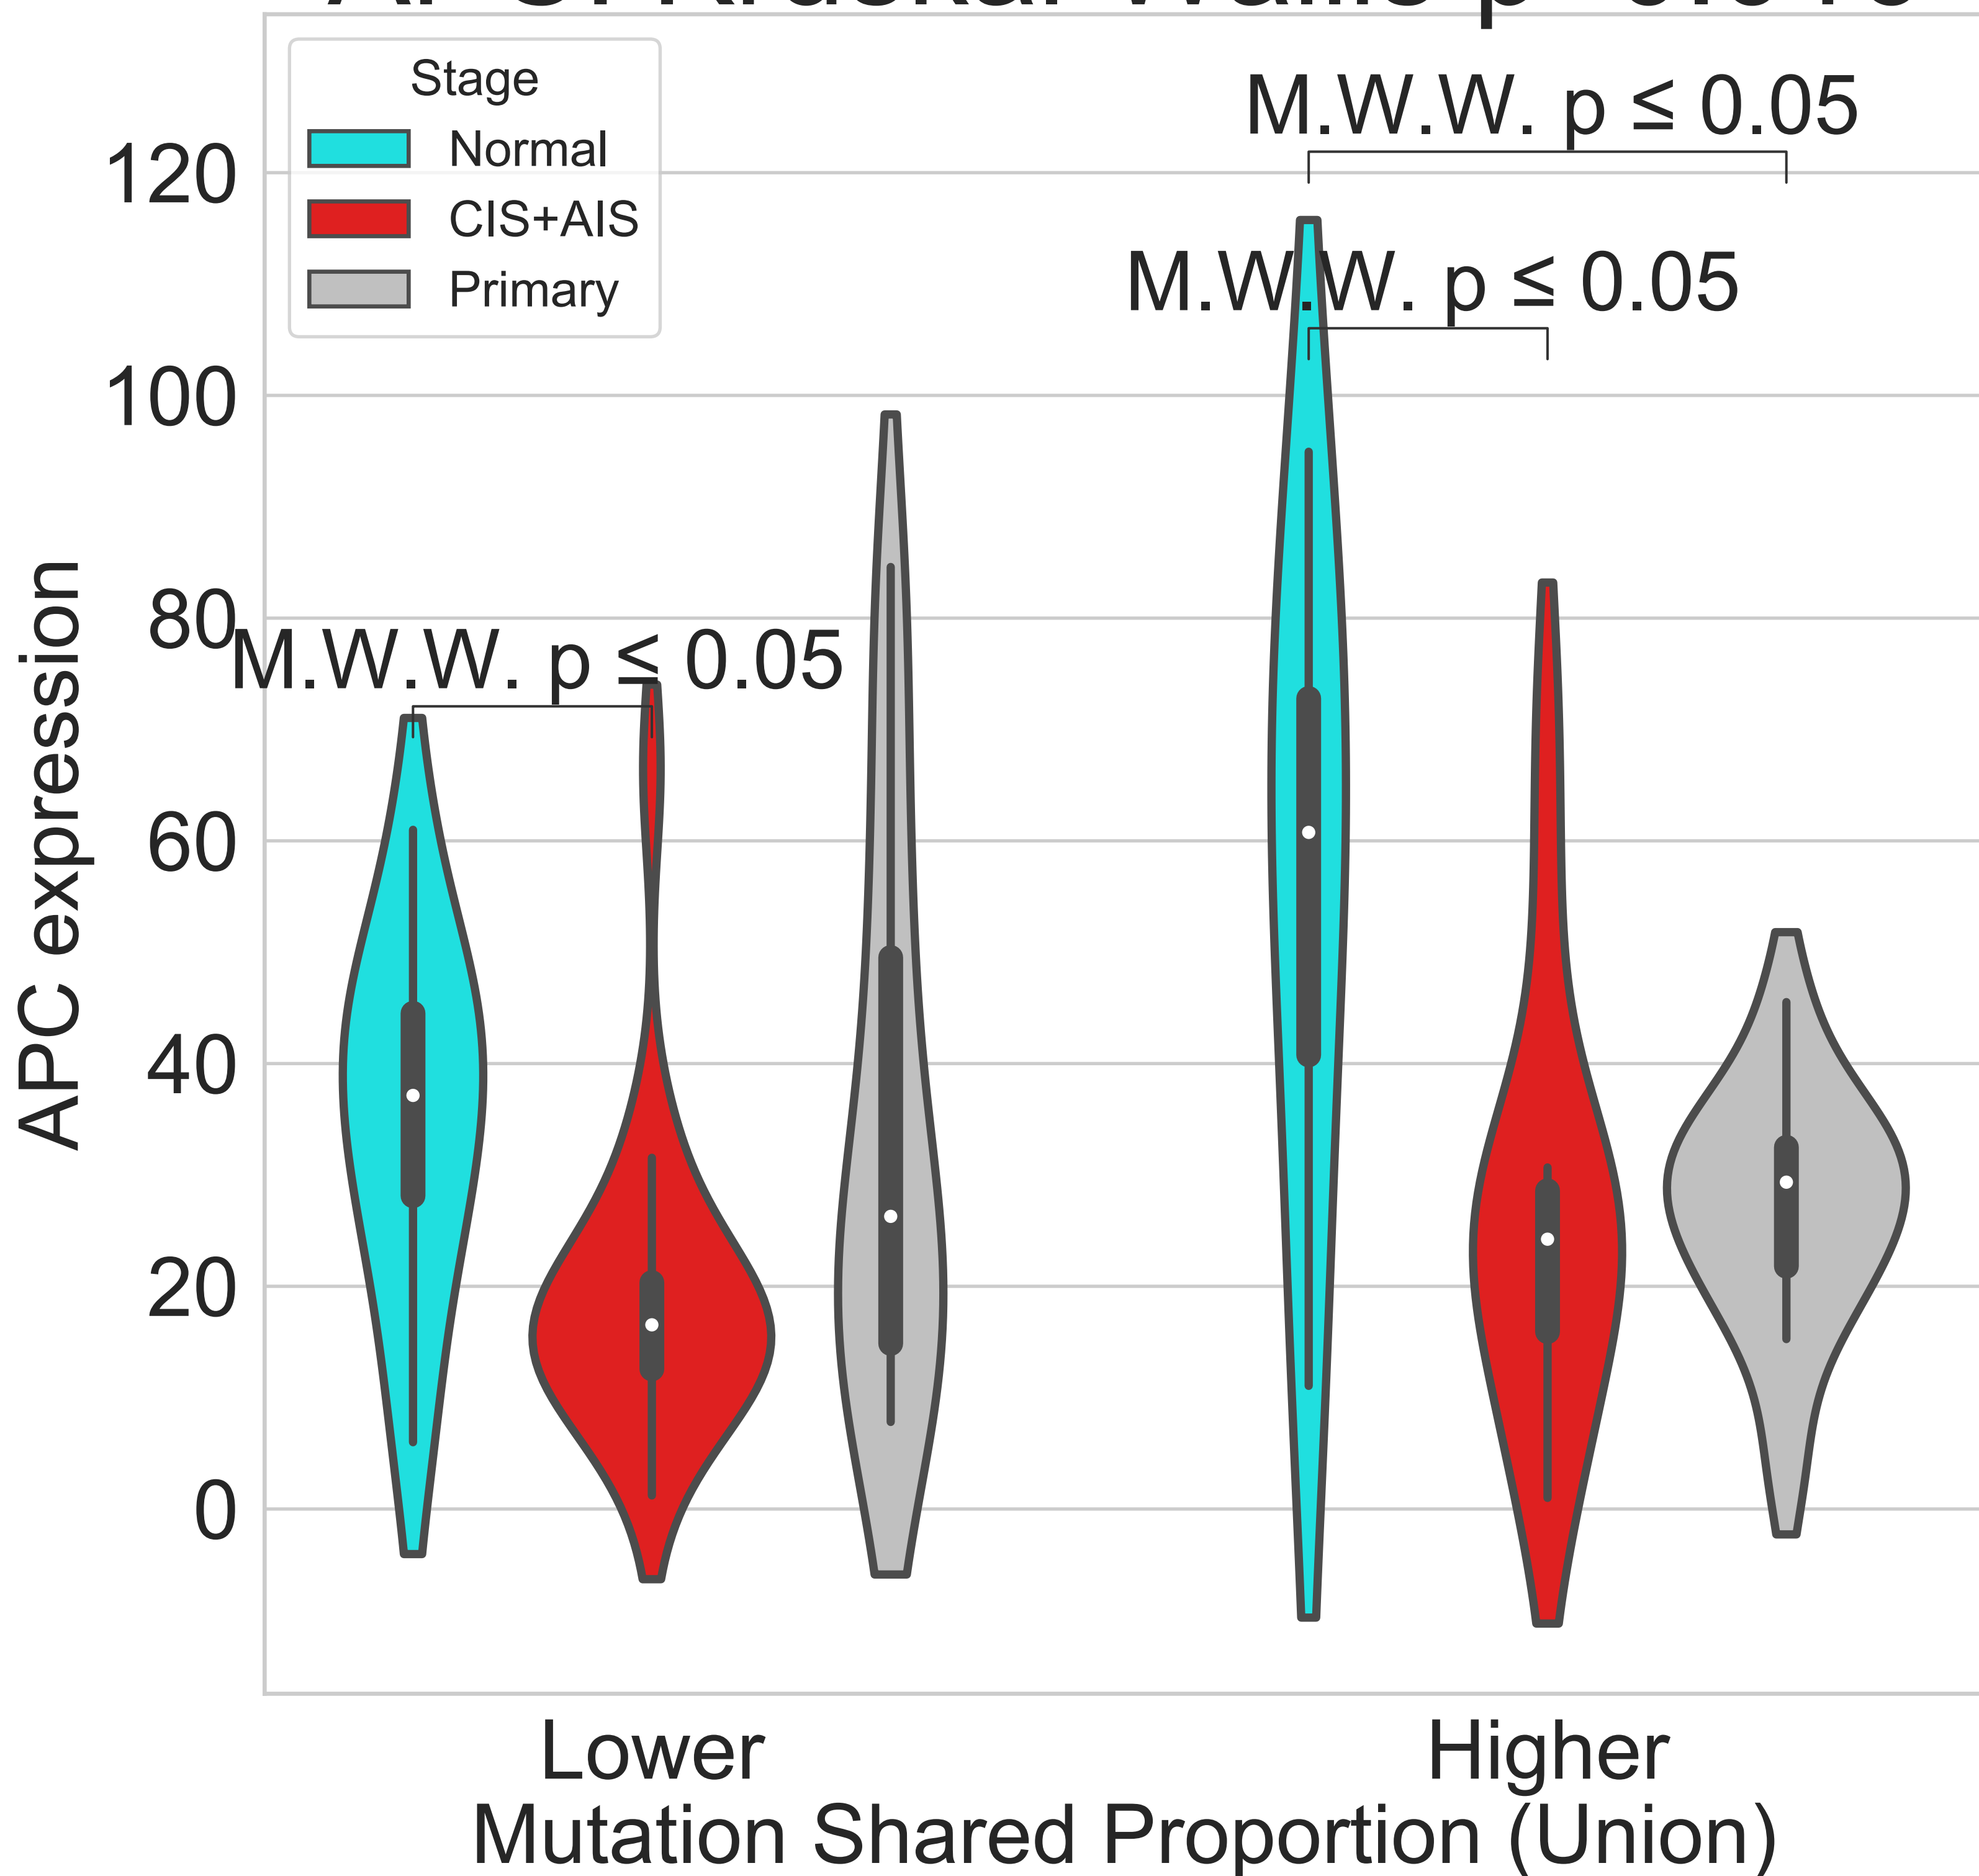 Stage
Normal
CIS+AIS
Primary
M.W.W. p ≤ 0.05
M.W.W. p ≤ 0.05
M.W.W. p ≤ 0.05
120
100
80
60
40
20
0
APC expression
Lower
Higher
Mutation Shared Proportion (Union)